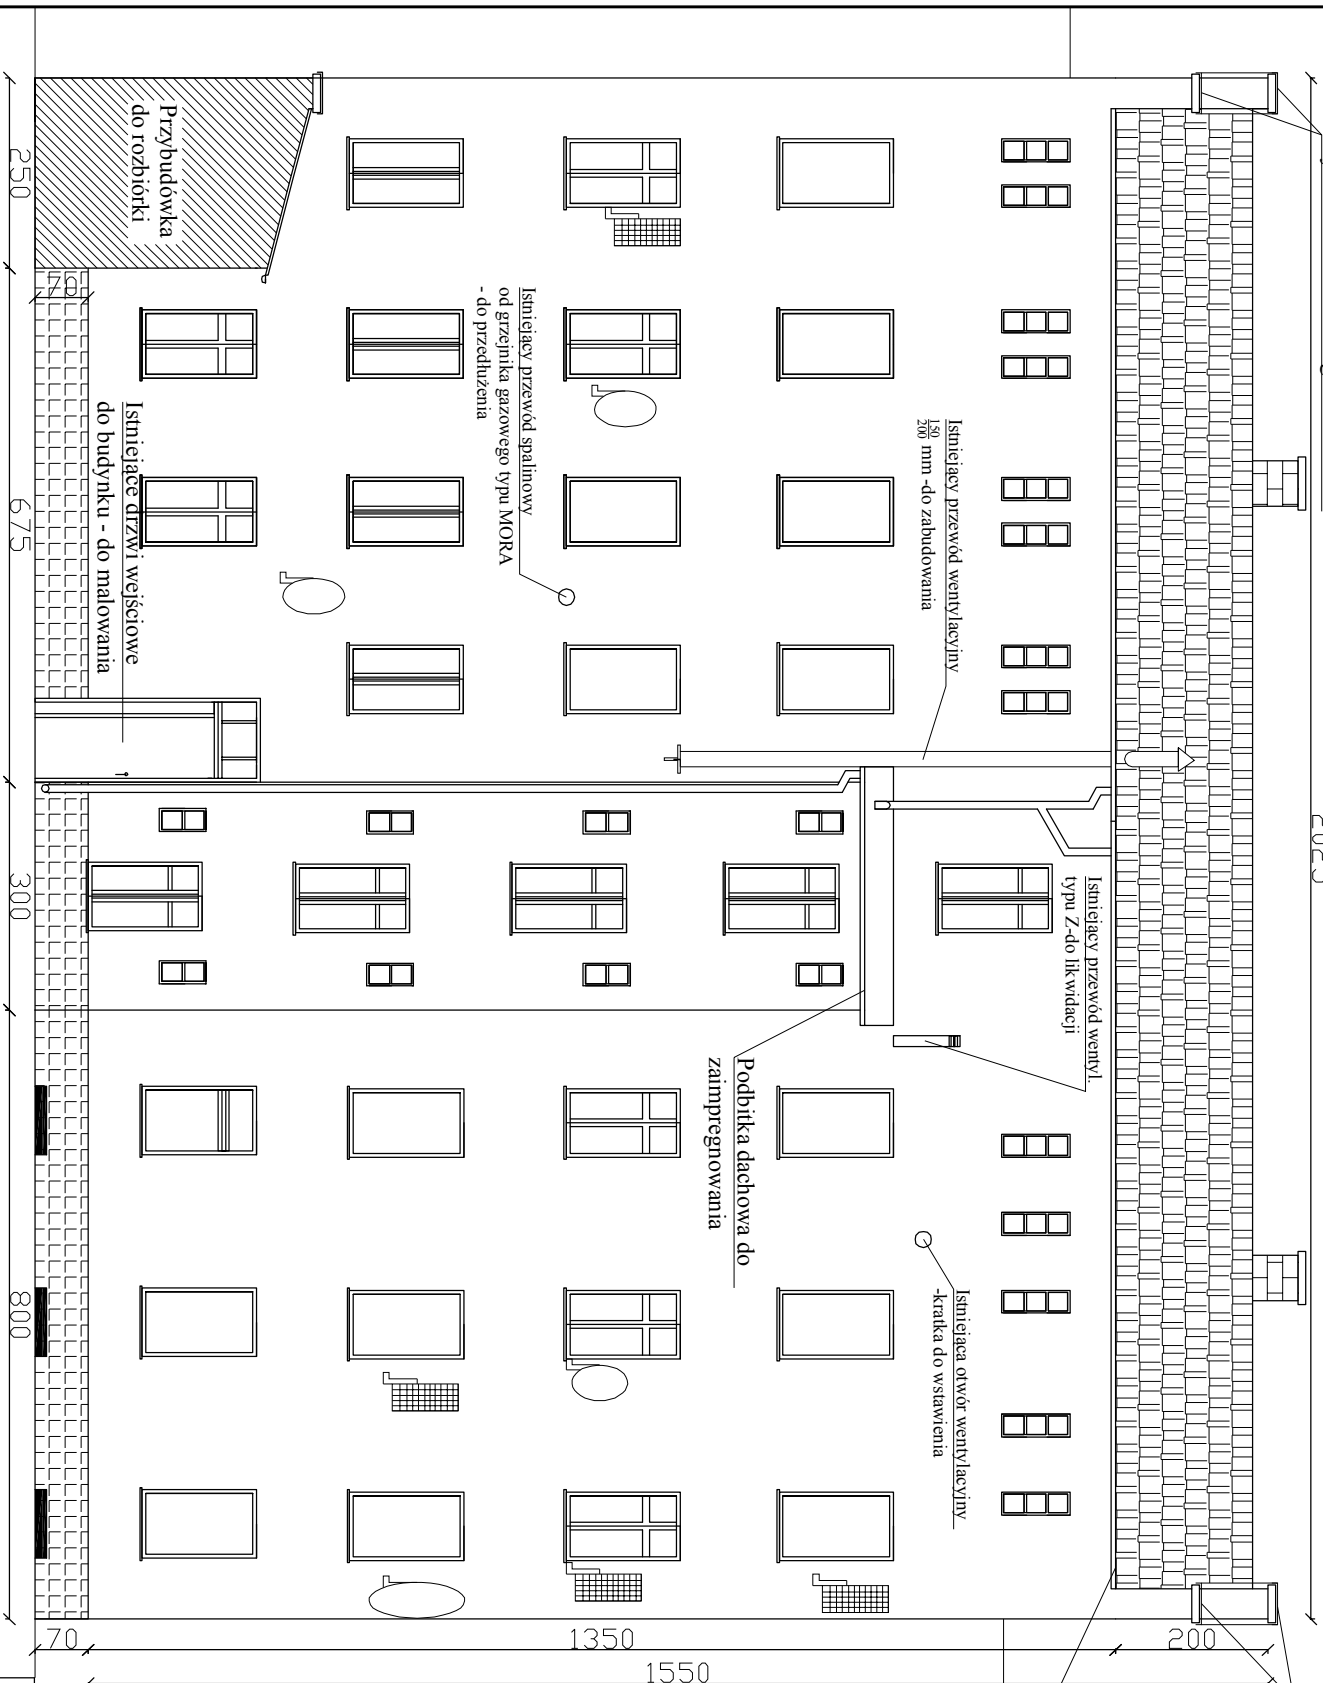 Istniejący przewód wentyl.
typu Z-do likwidacji
Istniejący przewód wentylacyjny
150
200 mm -do zabudowania
Istniejąca otwór wentylacyjny
-kratka do wstawienia
Podbitka dachowa do
zaimpregnowania
Istniejący przewód spalinowy
od grzejnika gazowego typu MORA
- do przedłużenia
Przybudówka
do rozbiórki
Istniejące drzwi wejściowe
do budynku - do malowania
70
250
675
300
800
70
1350
200
1550